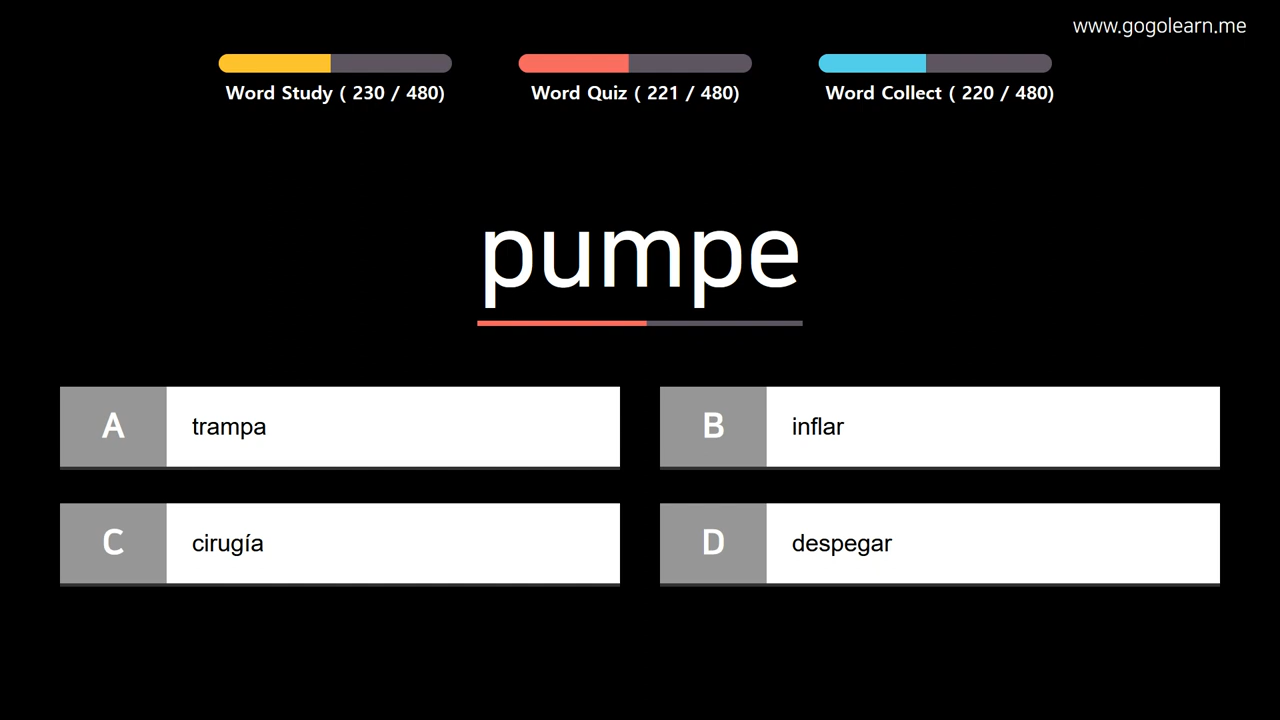 www.gogolearn.me
Word Study ( 230 / 480)
Word Quiz ( 221 / 480)
Word Collect ( 220 / 480)
pumpe
A trampa
B inflar
C cirugía
D despegar